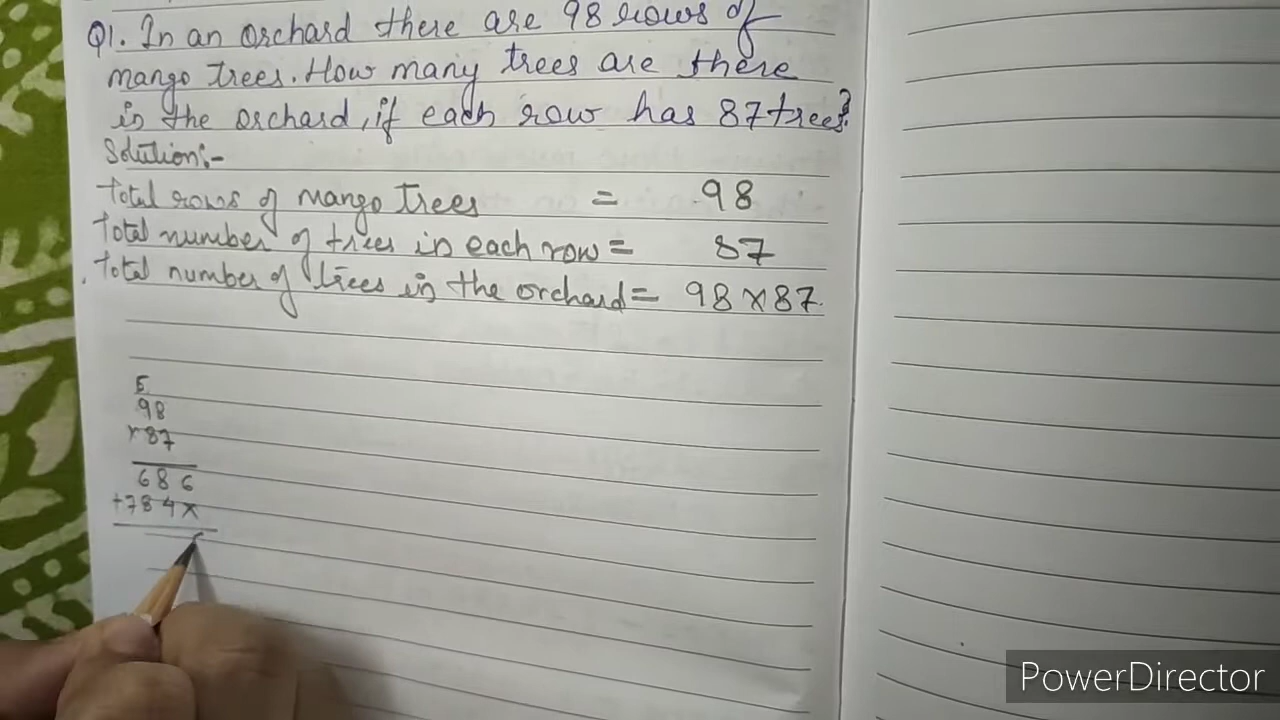 Q1. In an orchard there are 98 rows of
mango trees. How many trees are there
in the orchard, if each row has 87 trees?
Solution:-
Total rows of mango trees = 98
Total number of trees in each row = 87
Total number of trees in the orchard = 98 x 87.
5
98
x 87
686
+784x
PowerDirector